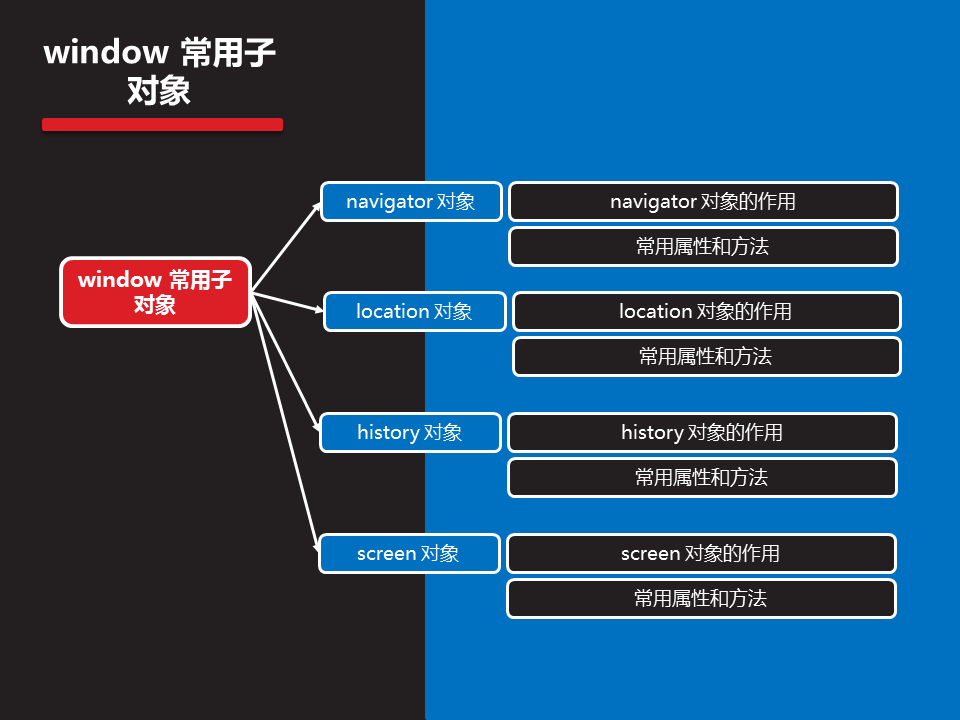 window 常用子
对象
window 常用子
对象
navigator 对象
navigator 对象的作用
常用属性和方法
location 对象
location 对象的作用
常用属性和方法
history 对象
history 对象的作用
常用属性和方法
screen 对象
screen 对象的作用
常用属性和方法